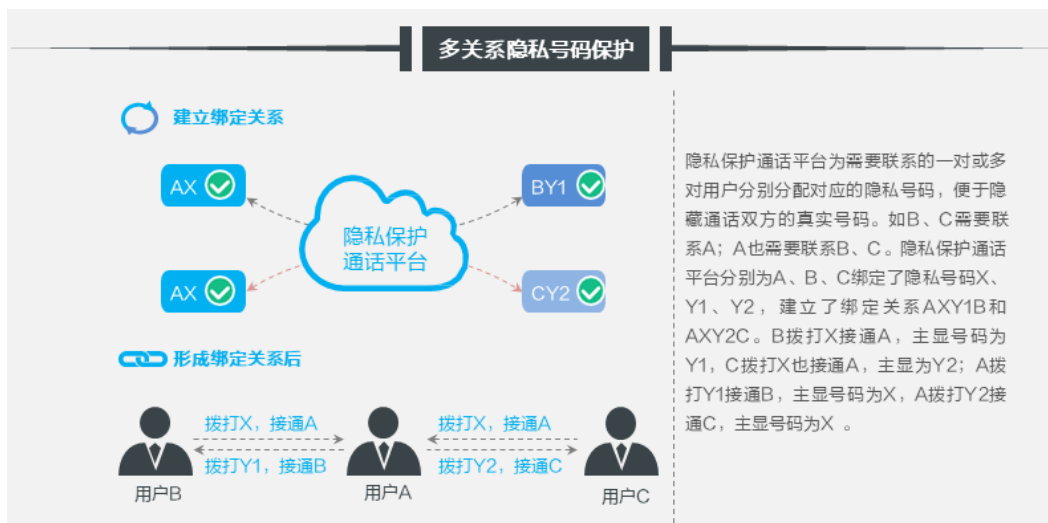 多关系隐私号码保护
建立绑定关系
AX
BY1
隐私保护
通话平台
AX
CY2
形成绑定关系后
拨打X，接通A
拨打X，接通A
拨打Y1，接通B
拨打Y2，接通C
用户B
用户A
用户C
隐私保护通话平台为需要联系的一对或多
对用户分别分配对应的隐私号码，便于隐
藏通话双方的真实号码。如B、C需要联
系A；A也需要联系B、C。隐私保护通话
平台分别为A、B、C绑定了隐私号码X、
Y1、Y2，建立了绑定关系AXY1B和
AXY2C。B拨打X接通A，主显号码为
Y1，C拨打X也接通A，主显为Y2；A拨
打Y1接通B，主显号码为X，A拨打Y2接
通C，主显号码为X 。